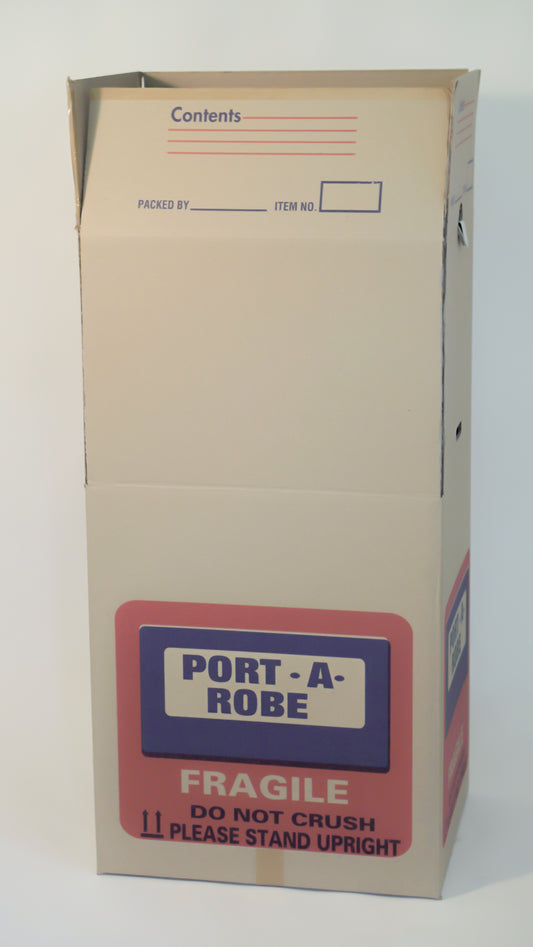 Contents
PACKED BY ITEM NO.
PORT - A -
ROBE
FRAGILE
DO NOT CRUSH
PLEASE STAND UPRIGHT